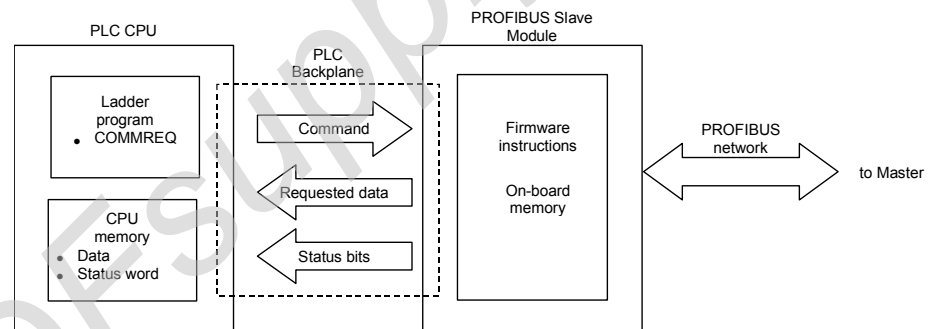 PLC CPU
Ladder
program
• COMMREQ
CPU
memory
• Data
• Status word
PLC
Backplane
Command
Requested data
Status bits
PROFIBUS Slave
Module
Firmware
instructions
On-board
memory
PROFIBUS
network
to Master